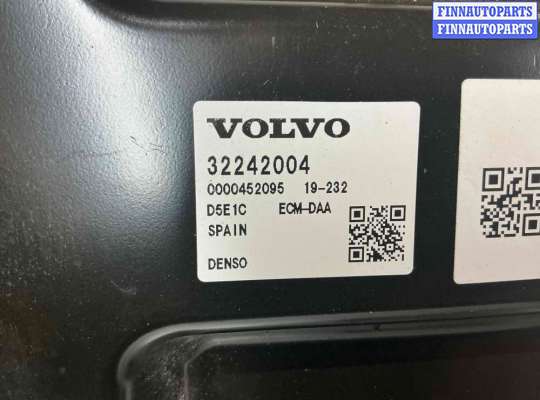 FINNAUTOPARTS
FINNAUTOPARTS
VOLVO
32242004
0000452095 19-232
D5E1C ECM-DAA
SPAIN
DENSO